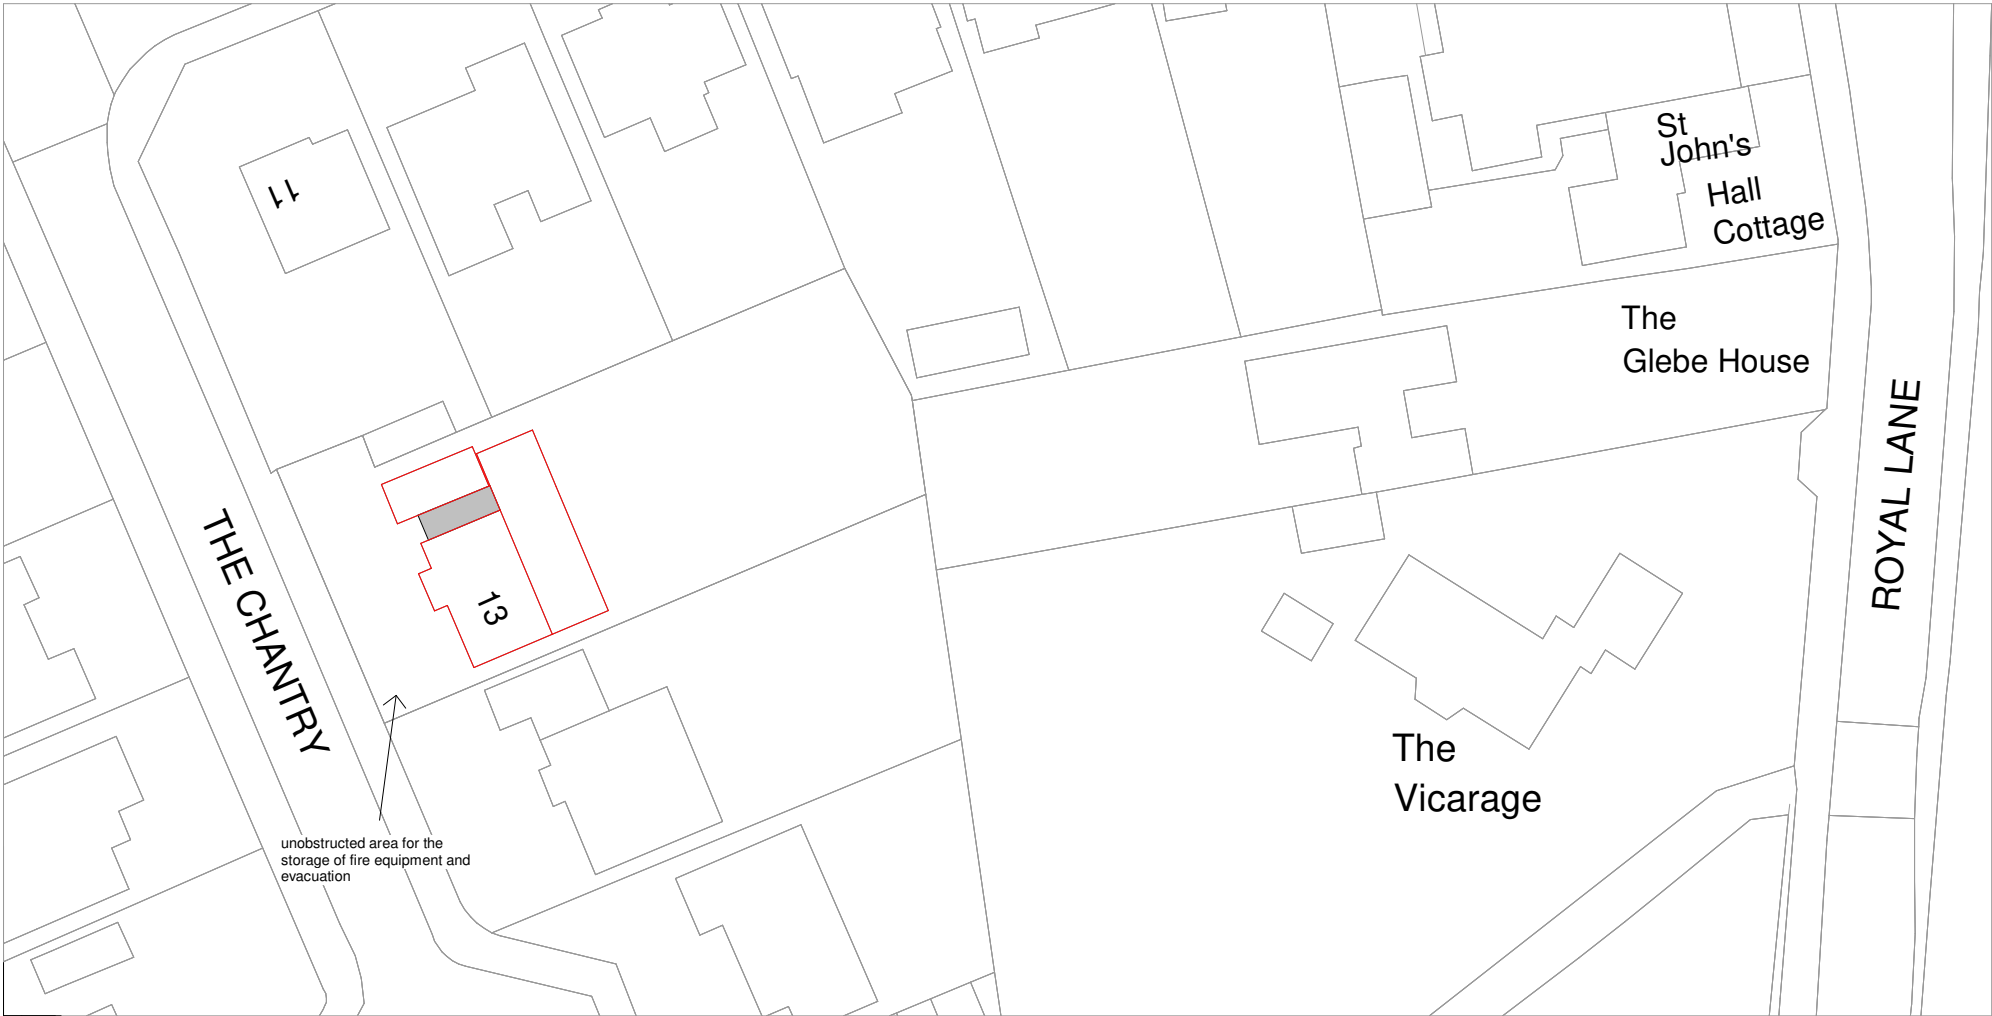 11
St
John's
Hall
Cottage
The
Glebe House
ROYAL LANE
THE CHANTRY
13
The
Vicarage
unobstructed area for the
storage of fire equipment and
evacuation